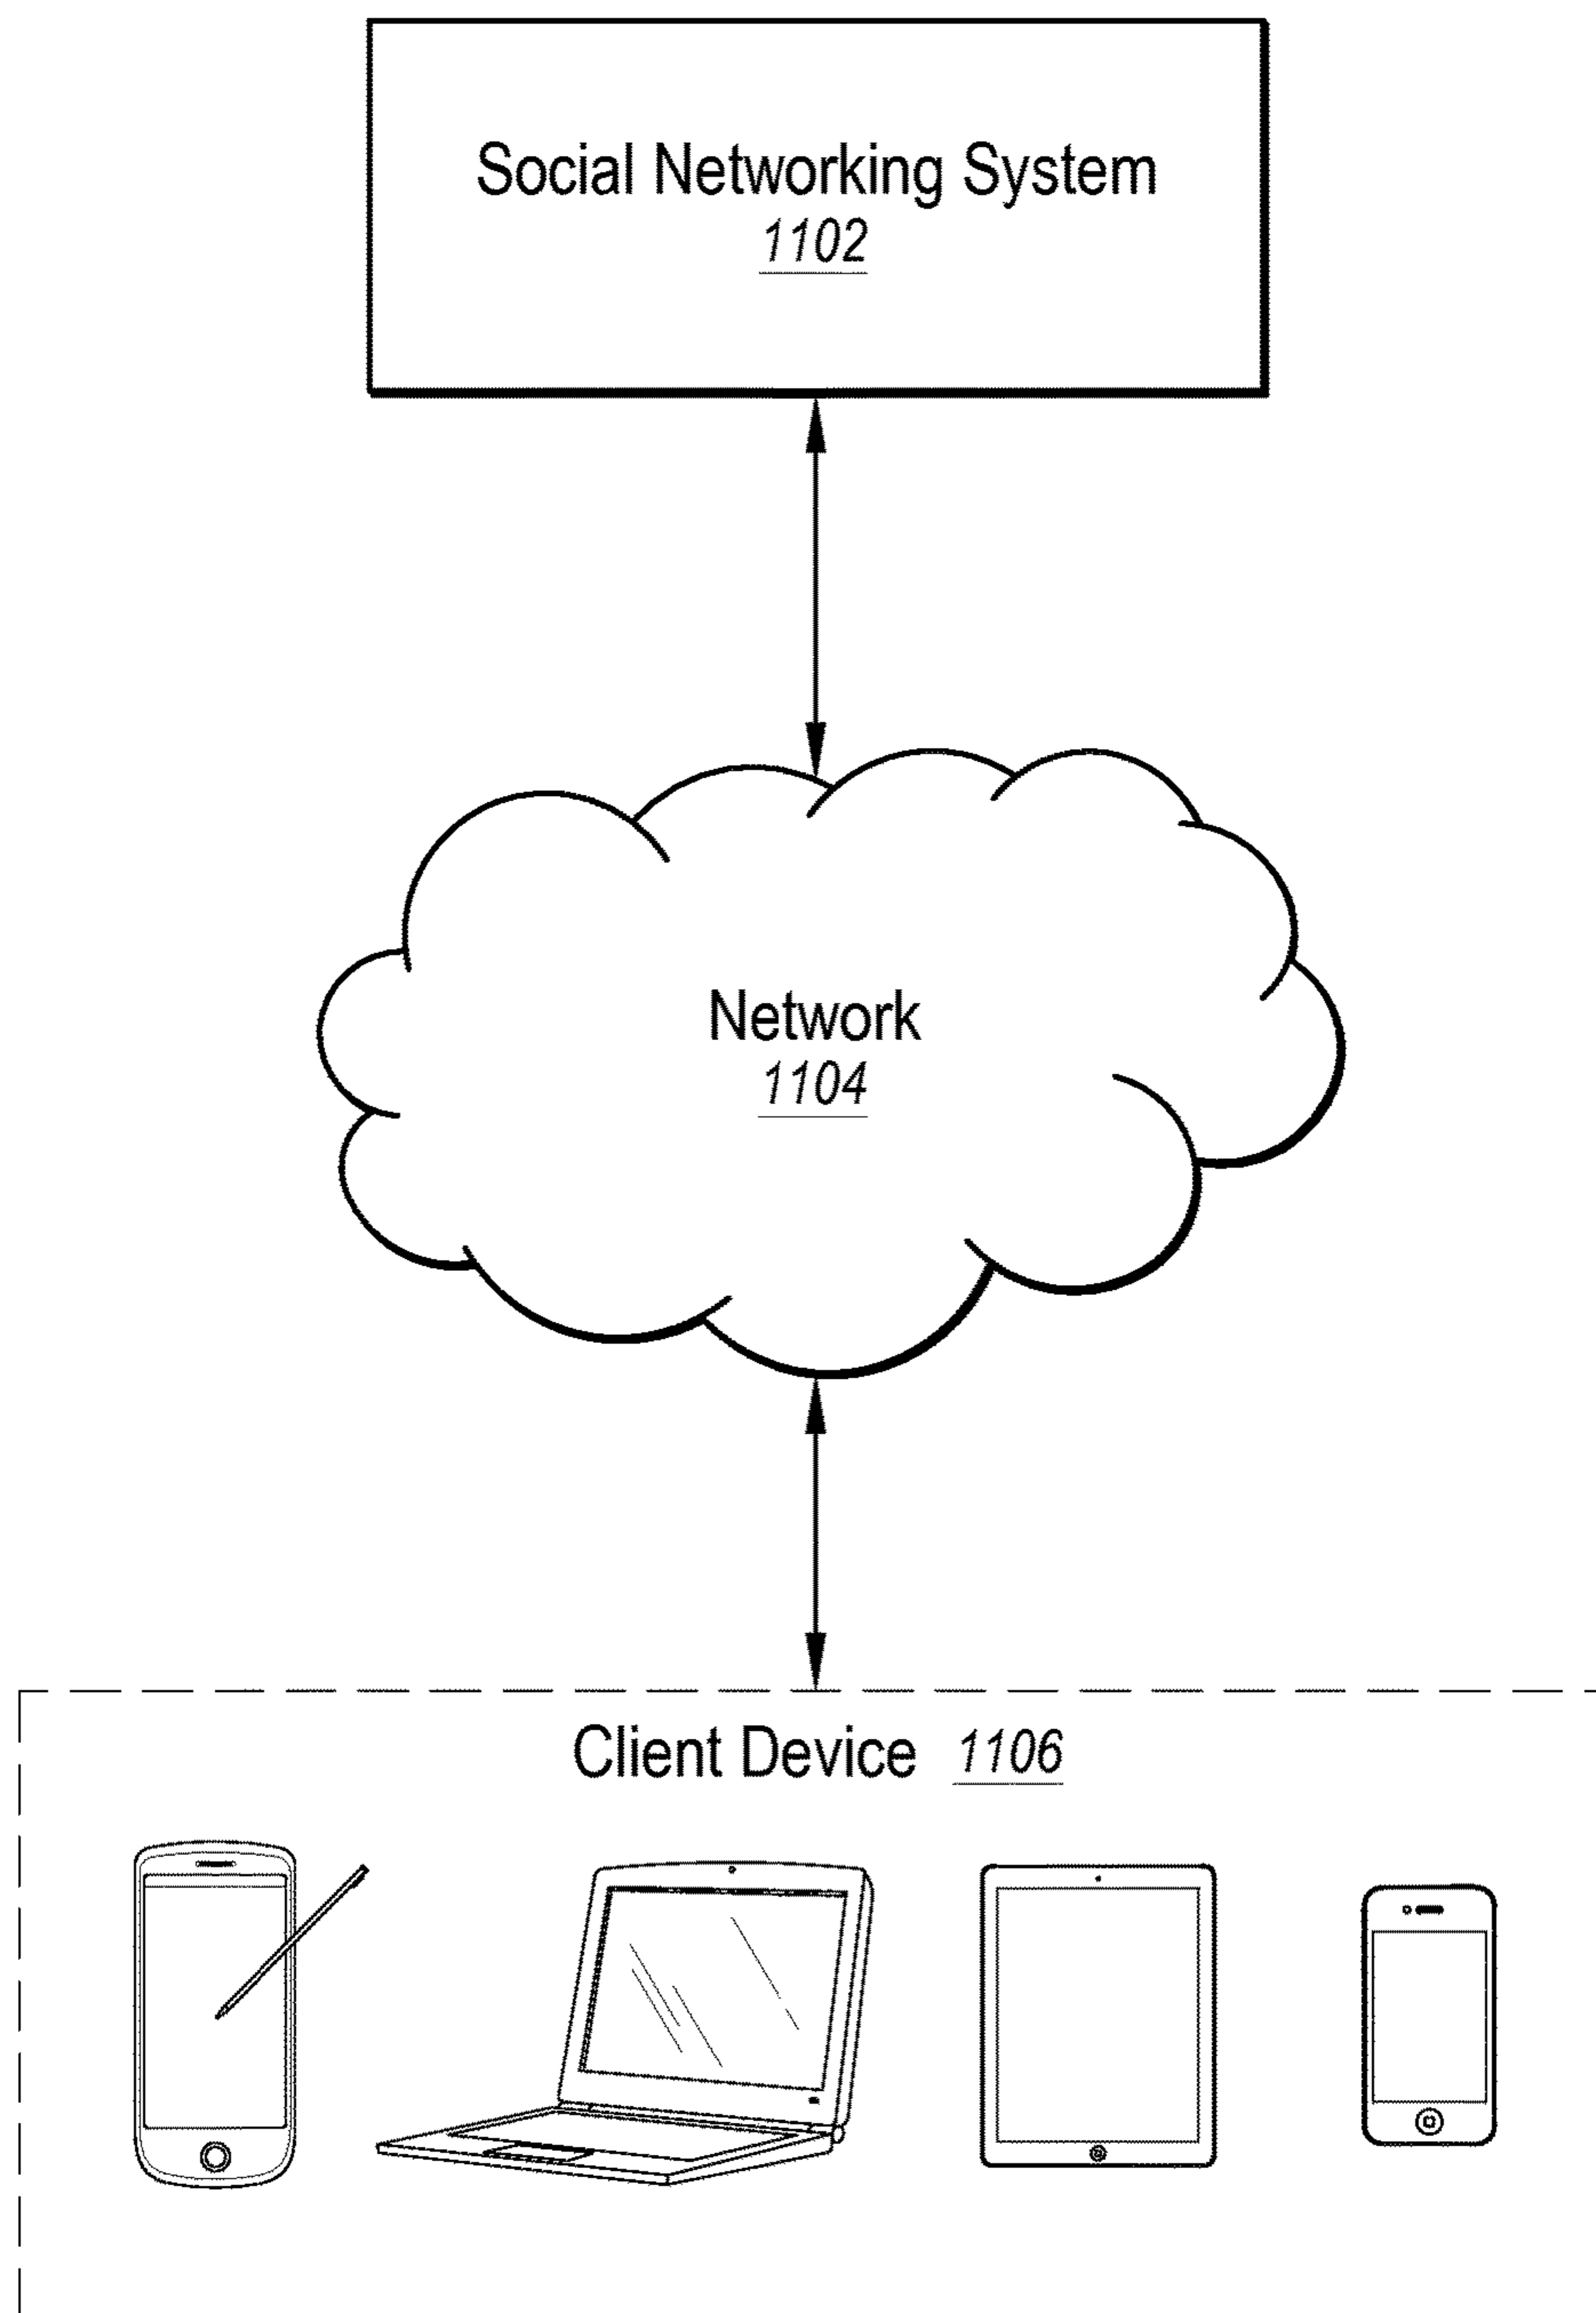 Social Networking System
1102
Network
1104
Client Device 1106